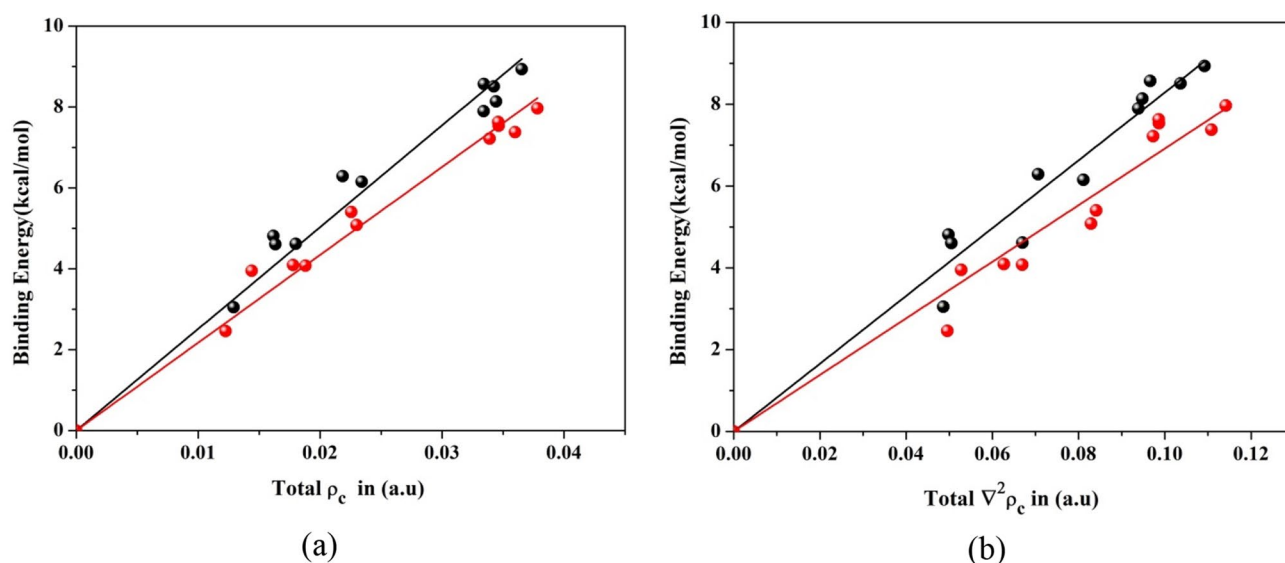 10
8
6
4
2
0
Binding Energy(kcal/mol)
0.00 0.01 0.02 0.03 0.04
Total ρc in (a.u)
(a)
10
8
6
4
2
0
Binding Energy(kcal/mol)
0.00 0.02 0.04 0.06 0.08 0.10 0.12
Total ∇²ρc in (a.u)
(b)